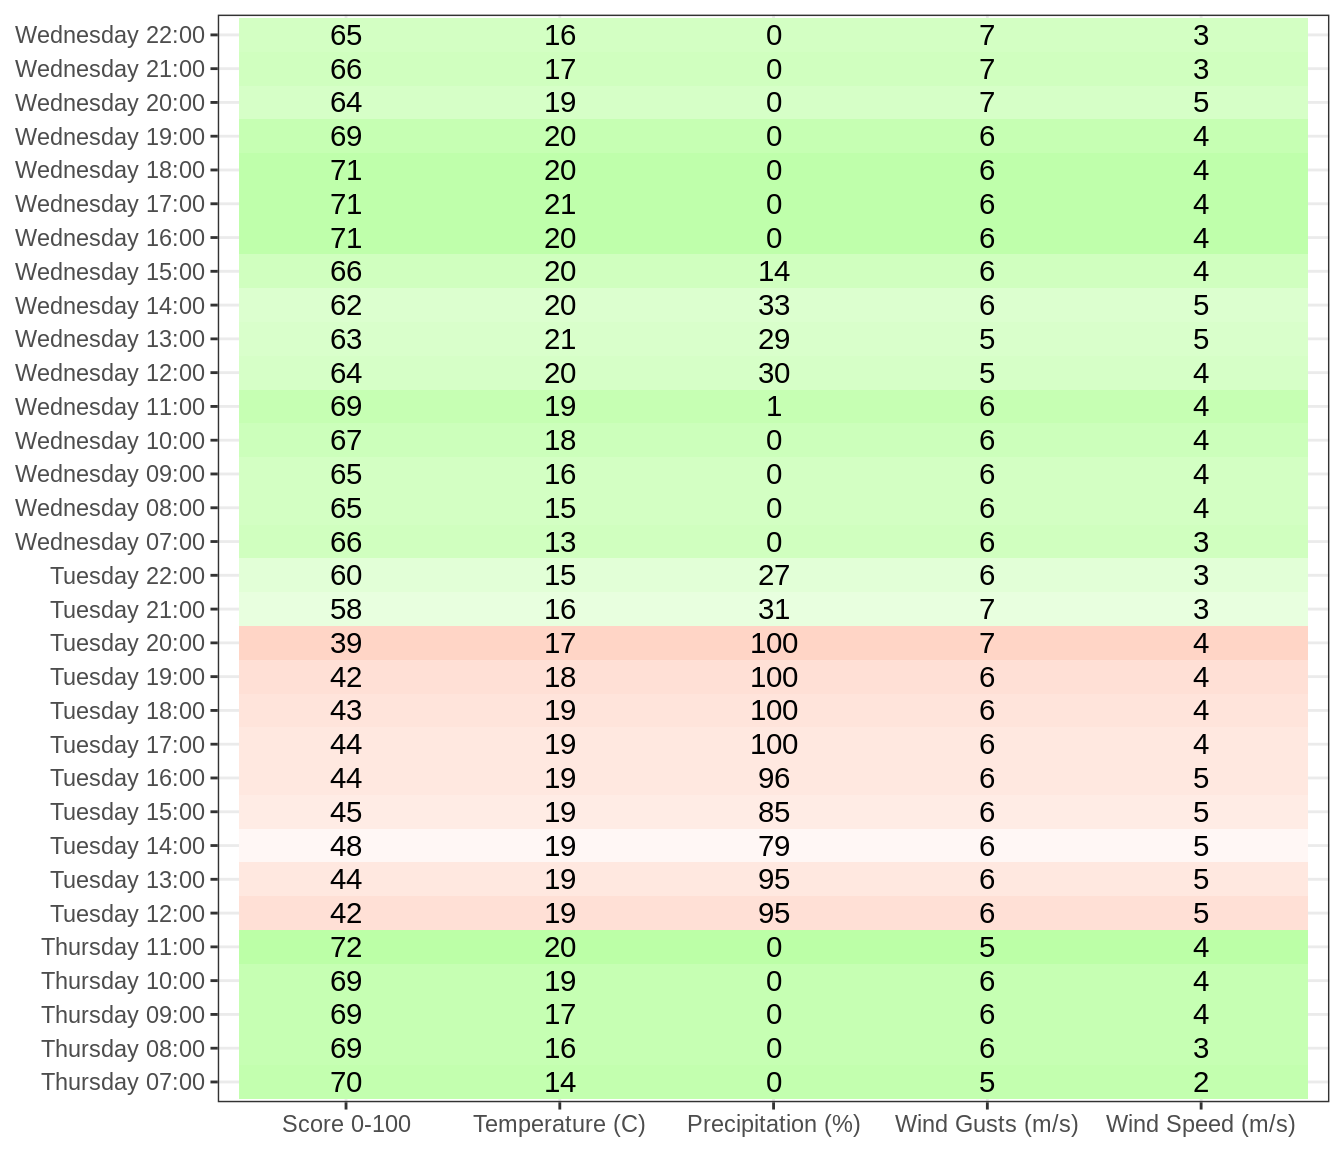 Wednesday 22:00 65 16 0 7 3
Wednesday 21:00 66 17 0 7 3
Wednesday 20:00 64 19 0 7 5
Wednesday 19:00 69 20 0 6 4
Wednesday 18:00 71 20 0 6 4
Wednesday 17:00 71 21 0 6 4
Wednesday 16:00 71 20 0 6 4
Wednesday 15:00 66 20 14 6 4
Wednesday 14:00 62 20 33 6 5
Wednesday 13:00 63 21 29 5 5
Wednesday 12:00 64 20 30 5 4
Wednesday 11:00 69 19 1 6 4
Wednesday 10:00 67 18 0 6 4
Wednesday 09:00 65 16 0 6 4
Wednesday 08:00 65 15 0 6 4
Wednesday 07:00 66 13 0 6 3
Tuesday 22:00 60 15 27 6 3
Tuesday 21:00 58 16 31 7 3
Tuesday 20:00 39 17 100 7 4
Tuesday 19:00 42 18 100 6 4
Tuesday 18:00 43 19 100 6 4
Tuesday 17:00 44 19 100 6 4
Tuesday 16:00 44 19 96 6 5
Tuesday 15:00 45 19 85 6 5
Tuesday 14:00 48 19 79 6 5
Tuesday 13:00 44 19 95 6 5
Tuesday 12:00 42 19 95 6 5
Thursday 11:00 72 20 0 5 4
Thursday 10:00 69 19 0 6 4
Thursday 09:00 69 17 0 6 4
Thursday 08:00 69 16 0 6 3
Thursday 07:00 70 14 0 5 2
Score 0-100 Temperature (C) Precipitation (%) Wind Gusts (m/s) Wind Speed (m/s)